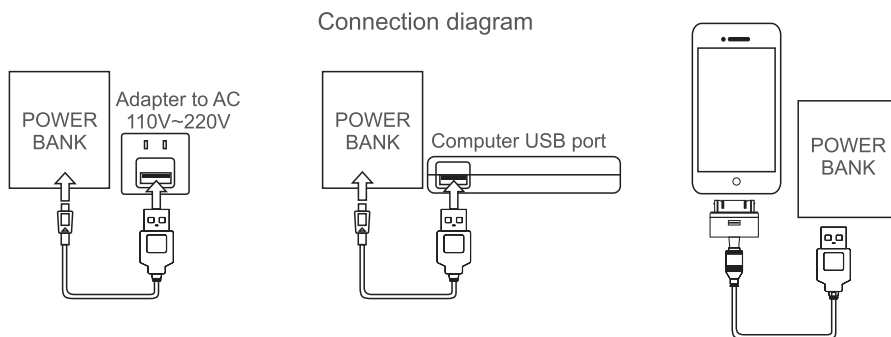 Connection diagram
POWER
BANK
Adapter to AC
110V~220V
POWER
BANK
Computer USB port
POWER
BANK